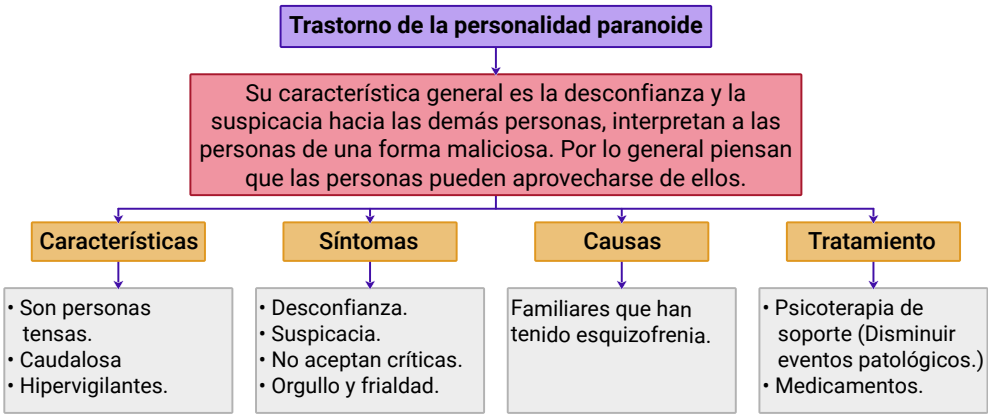 Trastorno de la personalidad paranoide
Su característica general es la desconfianza y la
suspicacia hacia las demás personas, interpretan a las
personas de una forma maliciosa. Por lo general piensan
que las personas pueden aprovecharse de ellos.
Características
• Son personas
tensas.
• Caudalosa
• Hipervigilantes.
Síntomas
• Desconfianza.
• Suspicacia.
• No aceptan críticas.
• Orgullo y frialdad.
Causas
Familiares que han
tenido esquizofrenia.
Tratamiento
• Psicoterapia de
soporte (Disminuir
eventos patológicos.)
• Medicamentos.